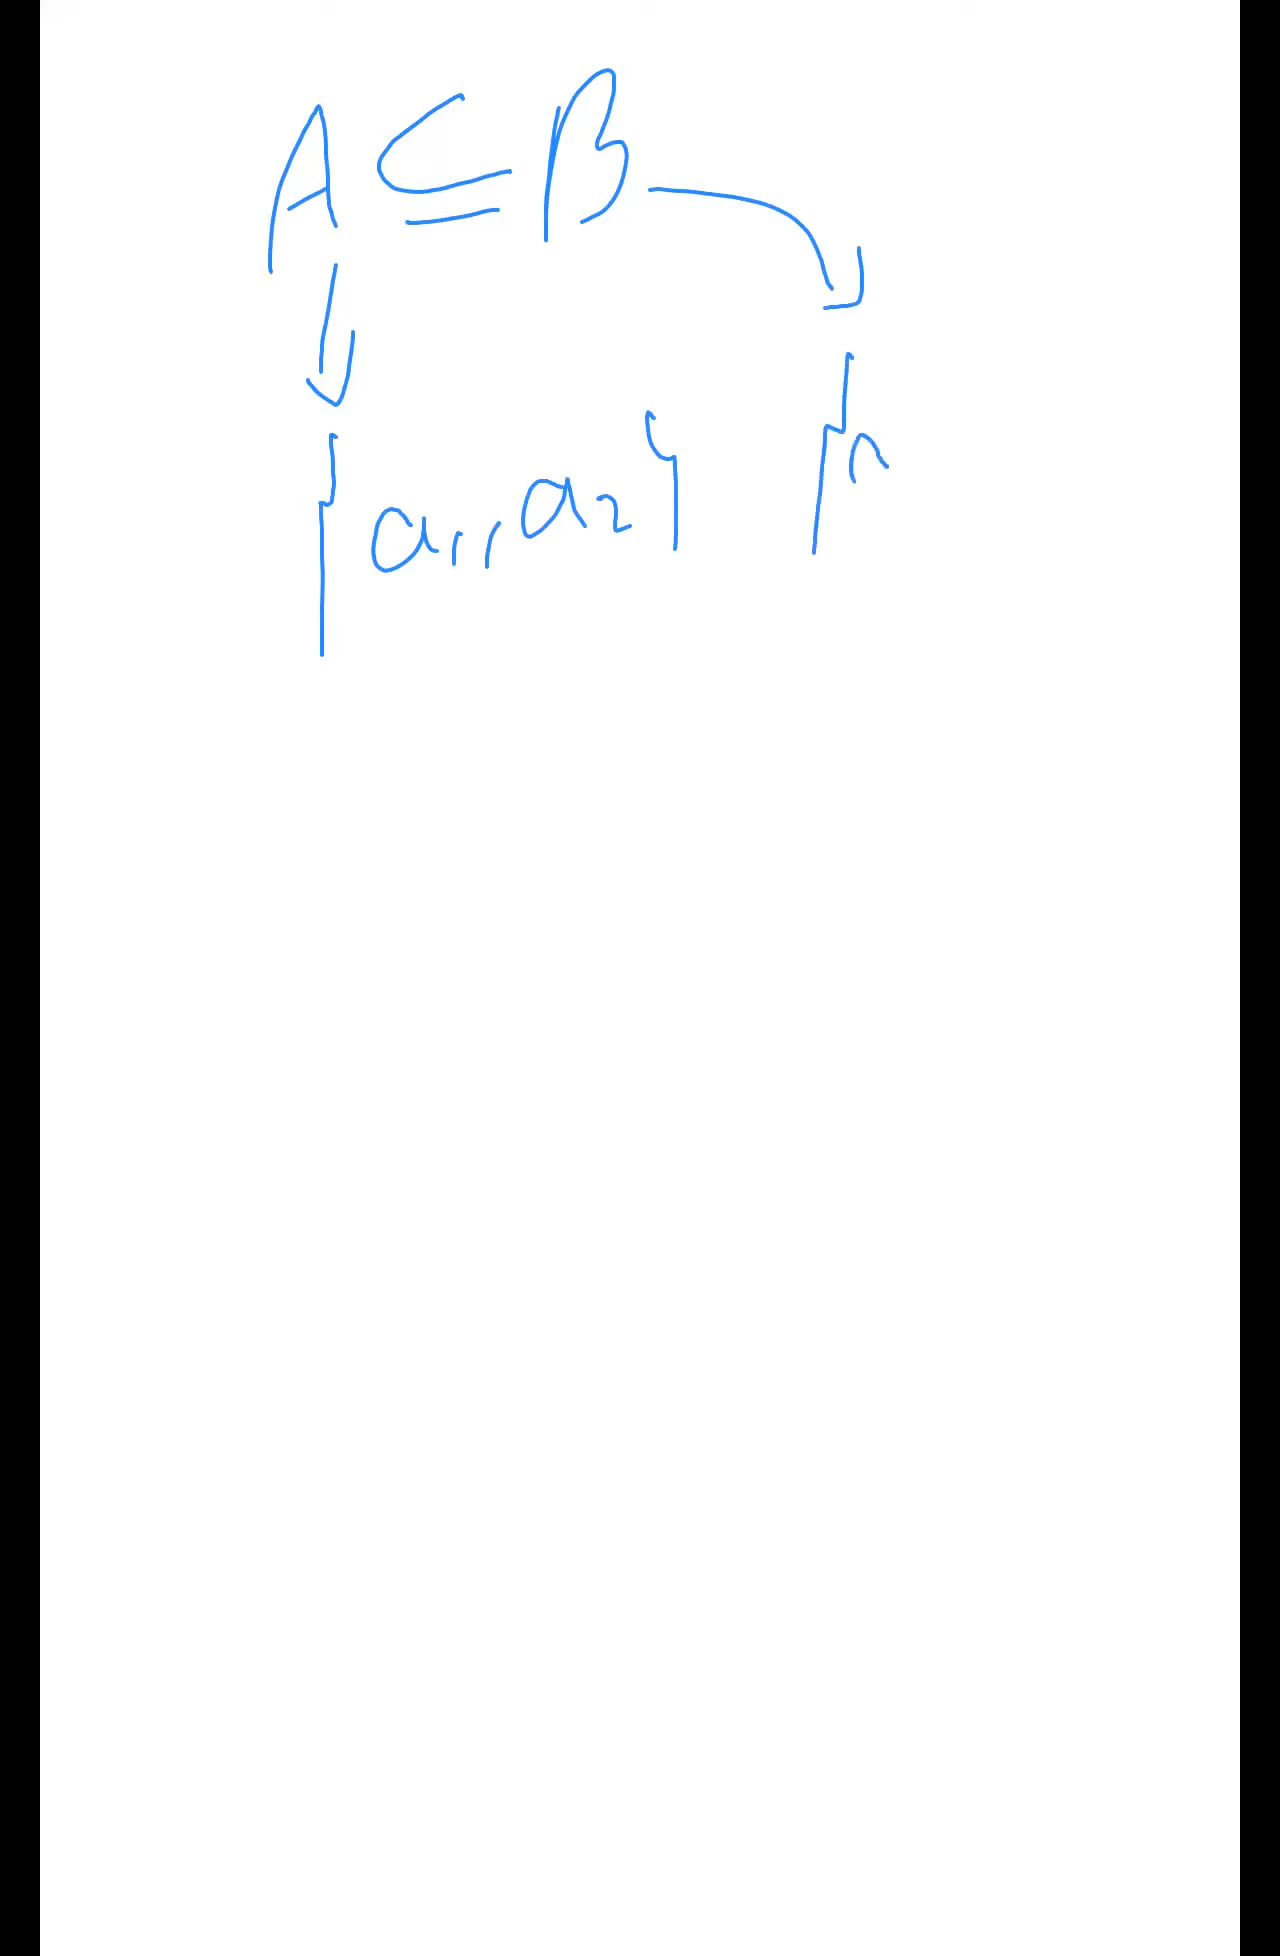 A ⊆ B
{ a₁, a₂ } {